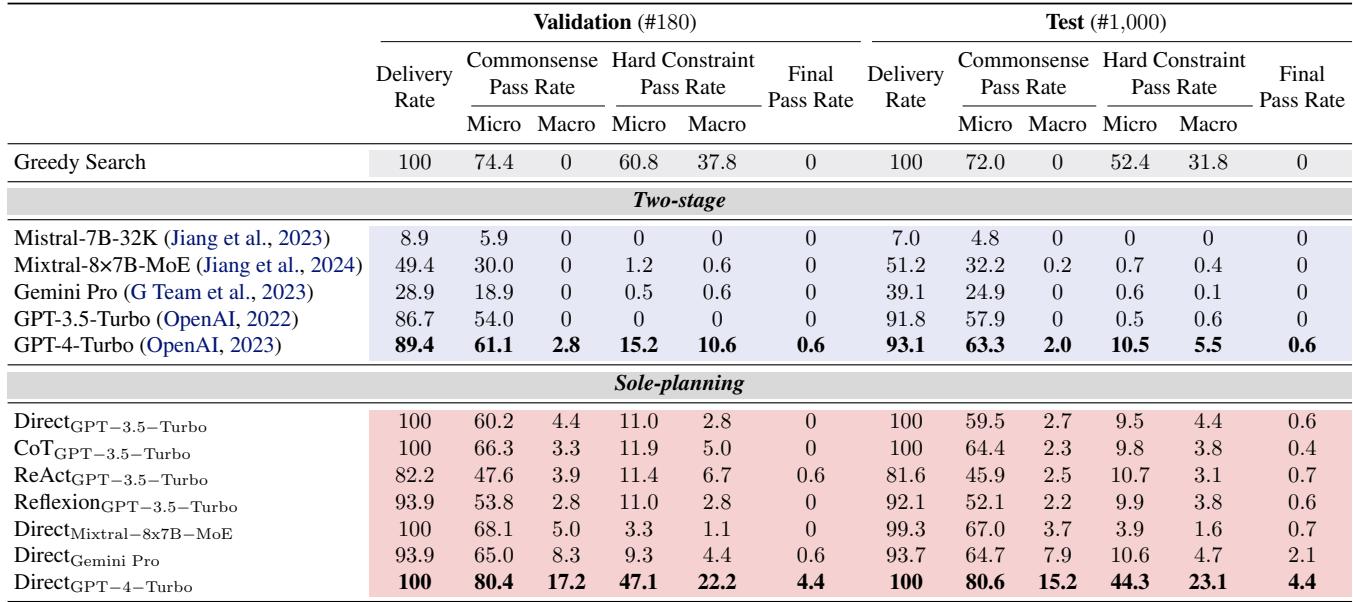 Validation (#180) Test (#1,000)
Delivery Rate Commonsense Pass Rate Hard Constraint Pass Rate Final Pass Rate Delivery Rate Commonsense Pass Rate Hard Constraint Pass Rate Final Pass Rate
Micro Macro Micro Macro Micro Macro Micro Macro
Greedy Search 100 74.4 0 60.8 37.8 0 100 72.0 0 52.4 31.8 0
Two-stage
Mistral-7B-32K (Jiang et al., 2023) 8.9 5.9 0 0 0 0 7.0 4.8 0 0 0 0
Mixtral-8×7B-MoE (Jiang et al., 2024) 49.4 30.0 0 1.2 0.6 0 51.2 32.2 0.2 0.7 0.4 0
Gemini Pro (G Team et al., 2023) 28.9 18.9 0 0.5 0.6 0 39.1 24.9 0 0.6 0.1 0
GPT-3.5-Turbo (OpenAI, 2022) 86.7 54.0 0 0 0 0 91.8 57.9 0 0.5 0.6 0
GPT-4-Turbo (OpenAI, 2023) 89.4 61.1 2.8 15.2 10.6 0.6 93.1 63.3 2.0 10.5 5.5 0.6
Sole-planning
Direct GPT−3.5−Turbo 100 60.2 4.4 11.0 2.8 0 100 59.5 2.7 9.5 4.4 0.6
CoT GPT−3.5−Turbo 100 66.3 3.3 11.9 5.0 0 100 64.4 2.3 9.8 3.8 0.4
ReAct GPT−3.5−Turbo 82.2 47.6 3.9 11.4 6.7 0.6 81.6 45.9 2.5 10.7 3.1 0.7
Reflexion GPT−3.5−Turbo 93.9 53.8 2.8 11.0 2.8 0 92.1 52.1 2.2 9.9 3.8 0.6
Direct Mixtral−8x7B−MoE 100 68.1 5.0 3.3 1.1 0 99.3 67.0 3.7 3.9 1.6 0.7
Direct Gemini Pro 93.9 65.0 8.3 9.3 4.4 0.6 93.7 64.7 7.9 10.6 4.7 2.1
Direct GPT−4−Turbo 100 80.4 17.2 47.1 22.2 4.4 100 80.6 15.2 44.3 23.1 4.4